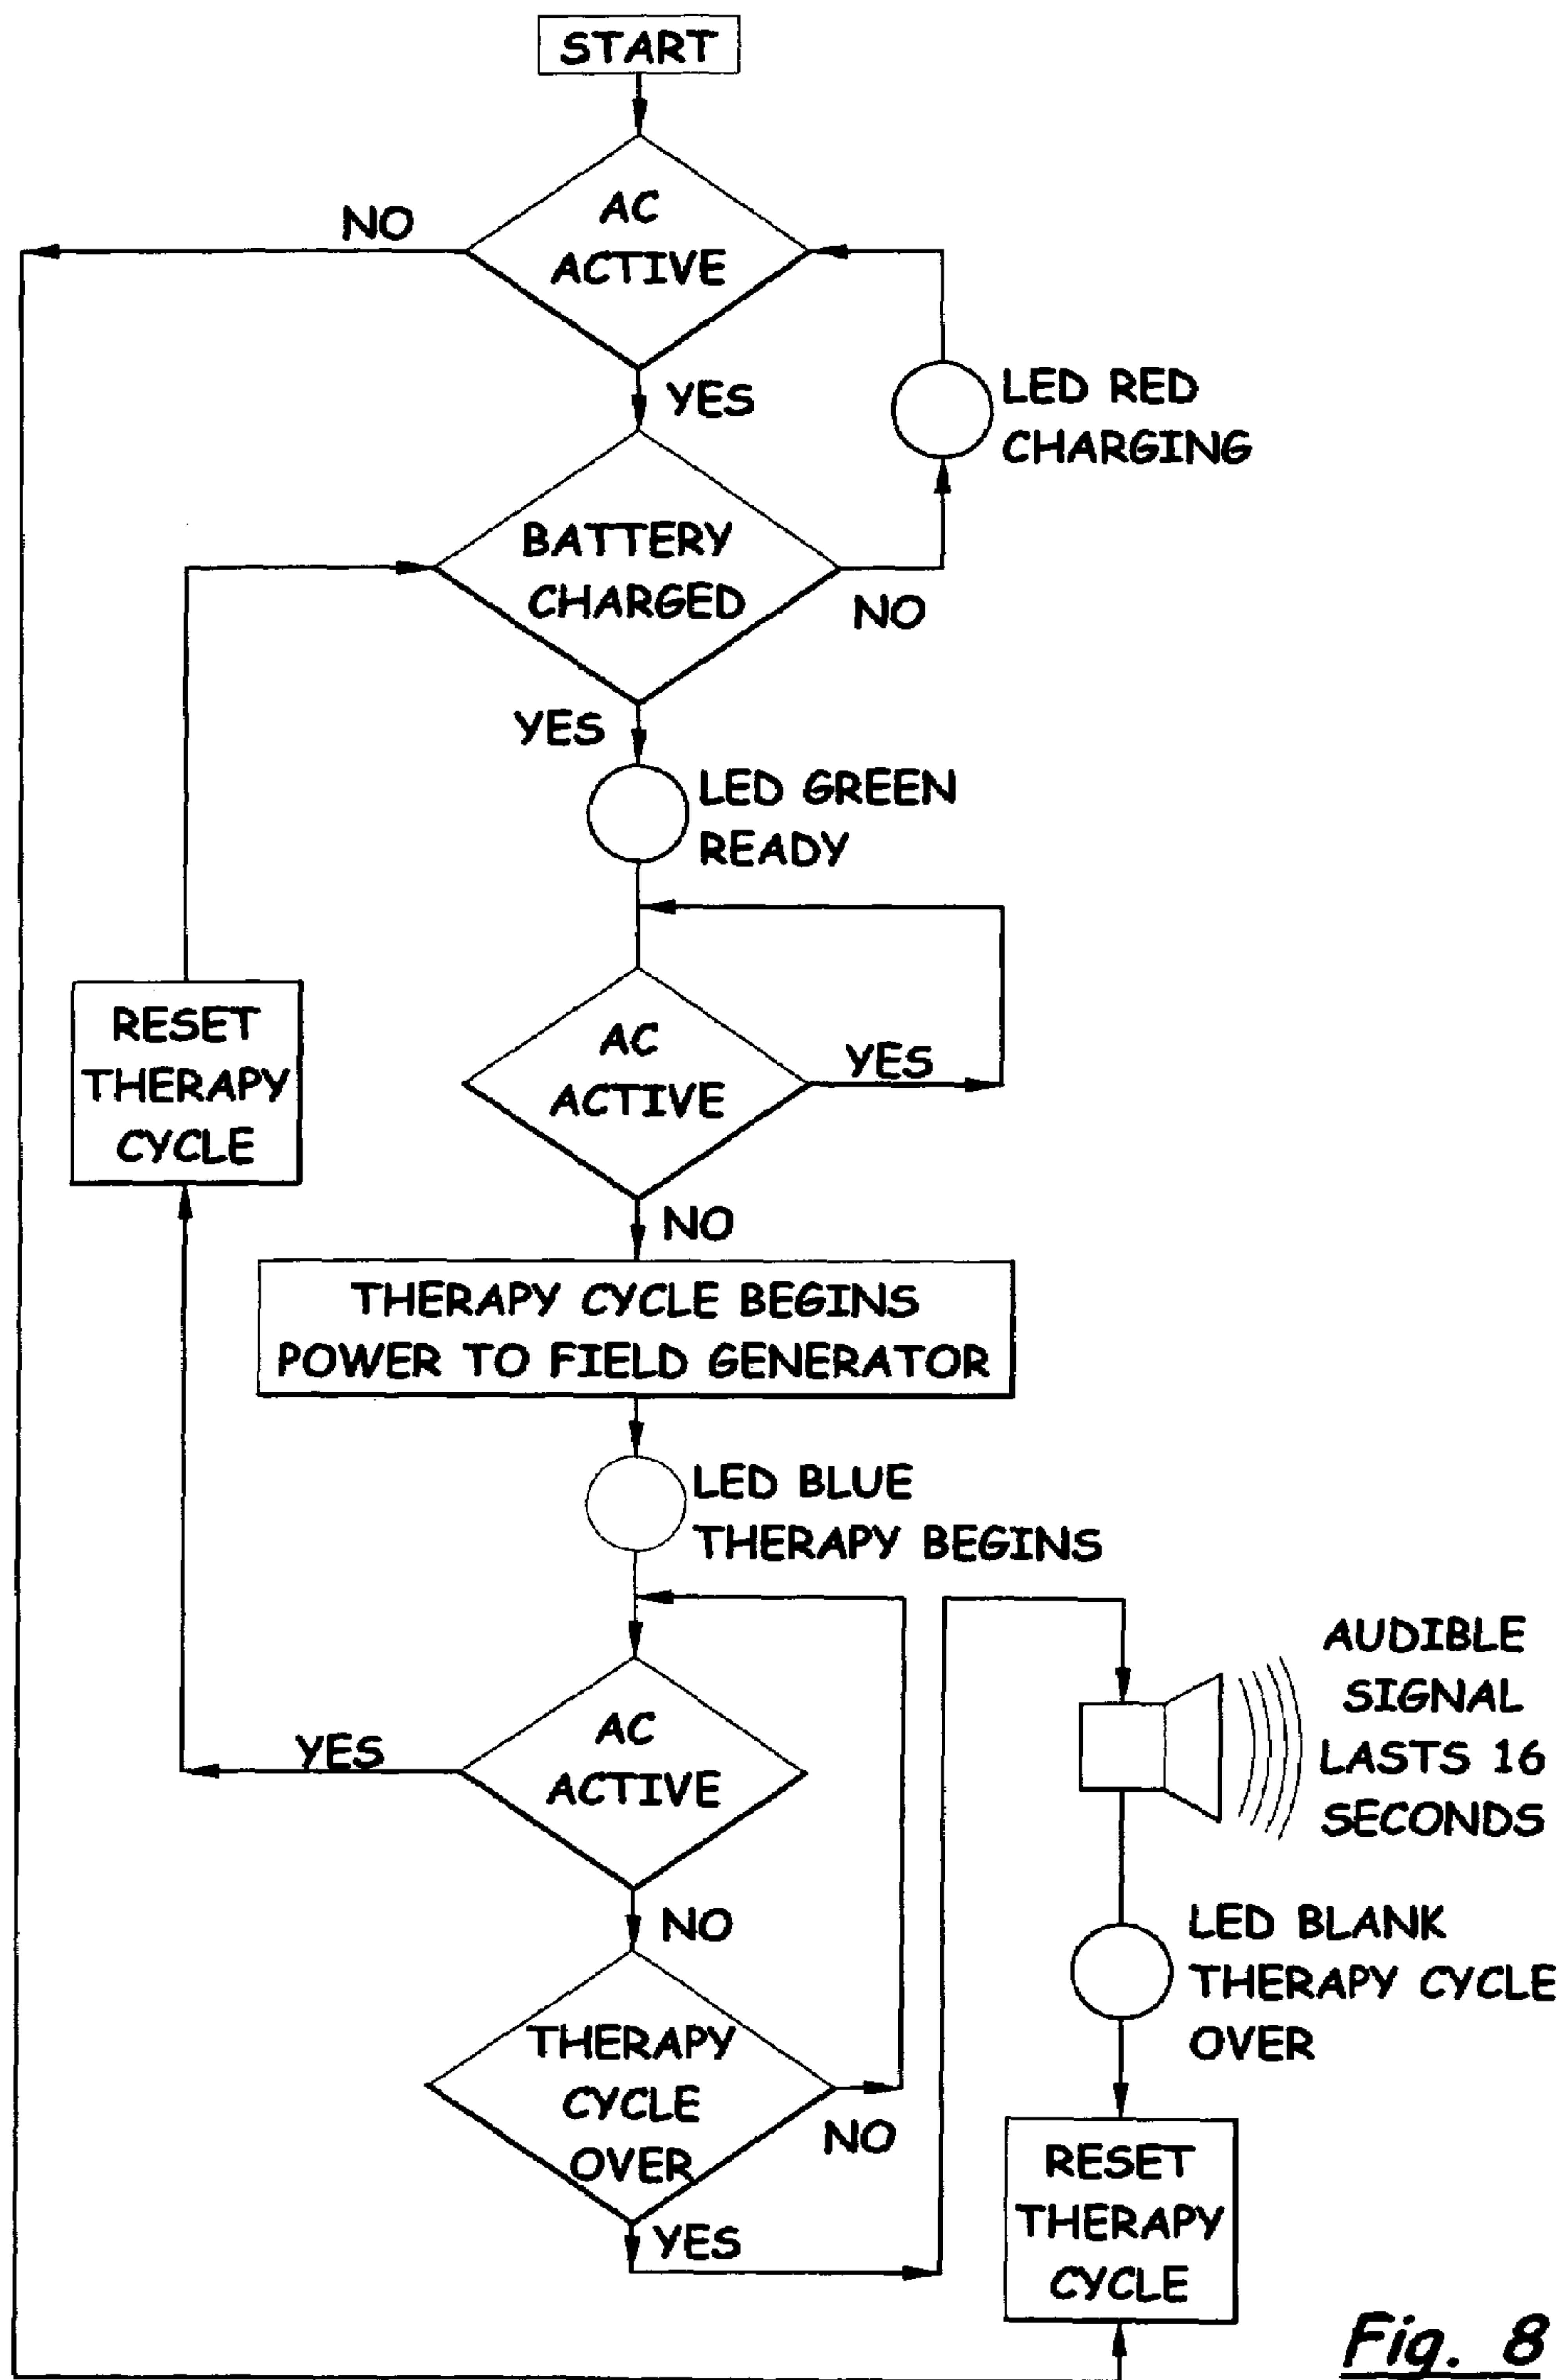 START
AC
ACTIVE
NO
YES
LED RED
CHARGING
BATTERY
CHARGED
NO
YES
LED GREEN
READY
RESET
THERAPY
CYCLE
AC
ACTIVE
YES
NO
THERAPY CYCLE BEGINS
POWER TO FIELD GENERATOR
LED BLUE
THERAPY BEGINS
AC
ACTIVE
YES
NO
THERAPY
CYCLE
OVER
NO
YES
AUDIBLE
SIGNAL
LASTS 16
SECONDS
LED BLANK
THERAPY CYCLE
OVER
RESET
THERAPY
CYCLE
Fig. 8